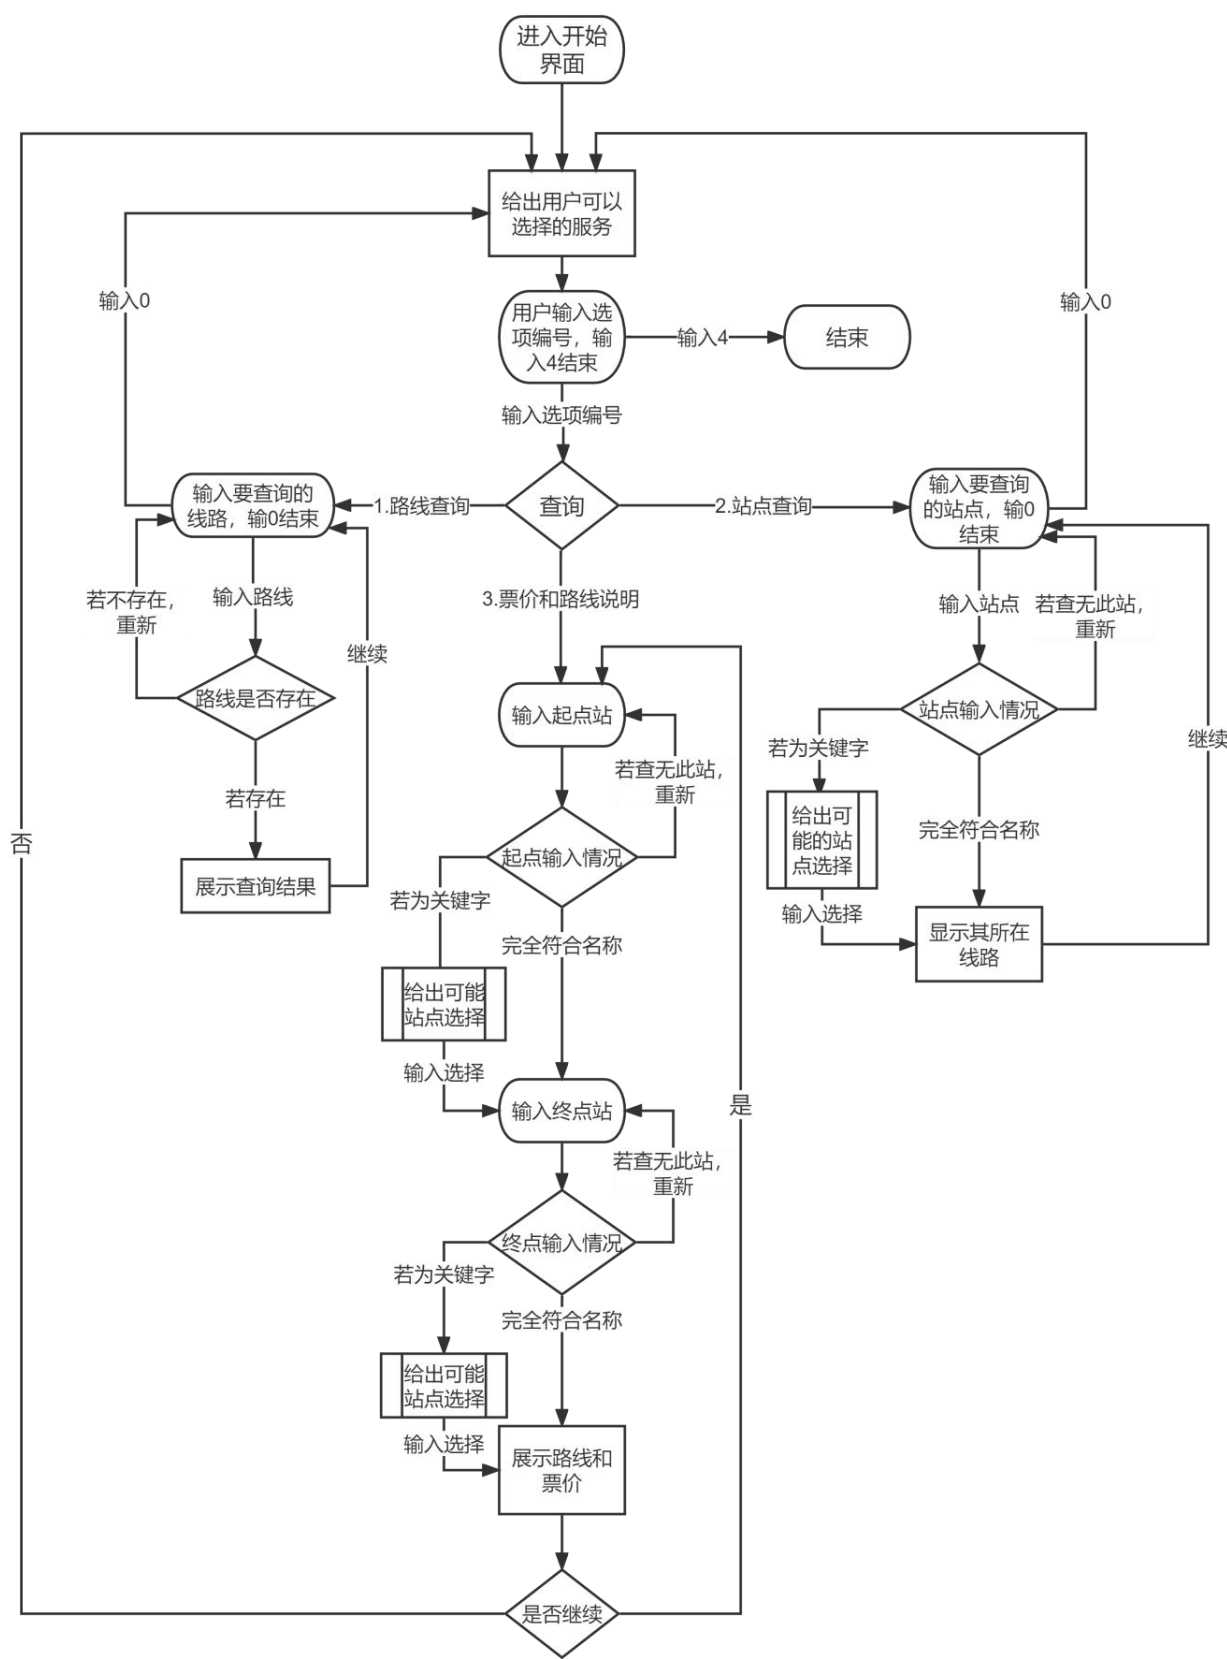 进入开始
界面
给出用户可以
选择的服务
输入0
输入0
用户输入选
项编号，输
入4结束
输入4
结束
输入选项编号
输入要查询的
线路，输0结束
1.路线查询
查询
2.站点查询
输入要查询
的站点，输0
结束
若不存在，
重新
输入路线
继续
3.票价和路线说明
输入站点
若查无此站，
重新
路线是否存在
输入起点站
站点输入情况
继续
若存在
若查无此站，
重新
若为关键字
给出可
能的站
点选择
完全符合名称
否
展示查询结果
起点输入情况
若为关键字
输入选择
显示其所在
线路
完全符合名称
给出可能
站点选择
输入选择
输入终点站
是
若查无此站，
重新
终点输入情况
若为关键字
完全符合名称
给出可能
站点选择
输入选择
展示路线和
票价
是否继续